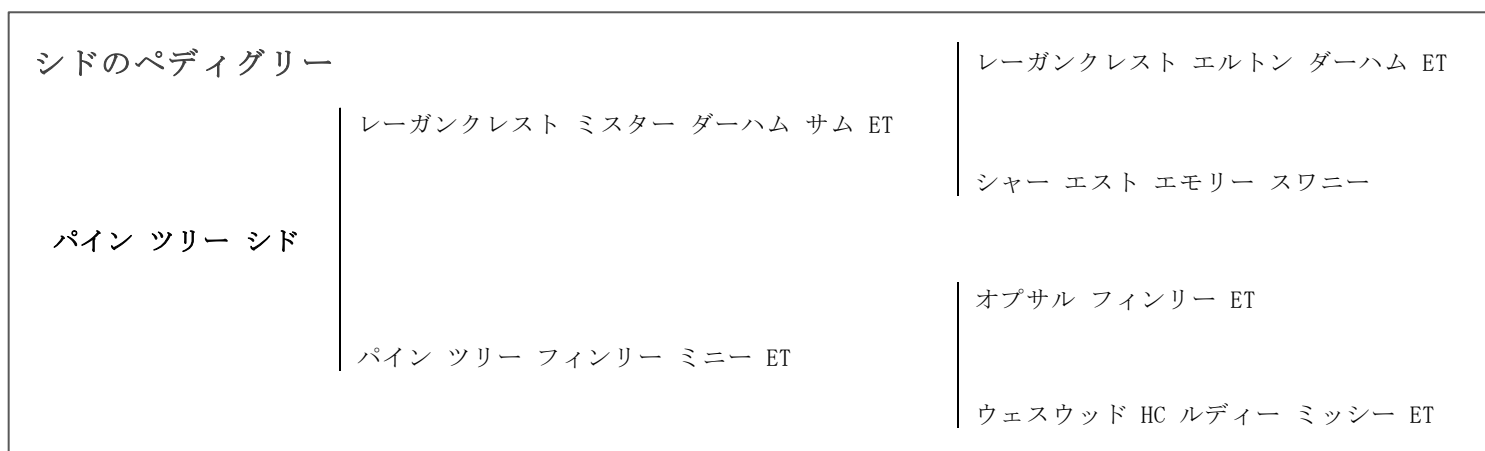 シドのペディグリー
レーガンクレスト エルトン ダーハム ET
レーガンクレスト ミスター ダーハム サム ET
シャー エスト エモリー スワニー
パイン ツリー シド
オプサル フィンリー ET
パイン ツリー フィンリー ミニー ET
ウェスウッド HC ルディー ミッシー ET